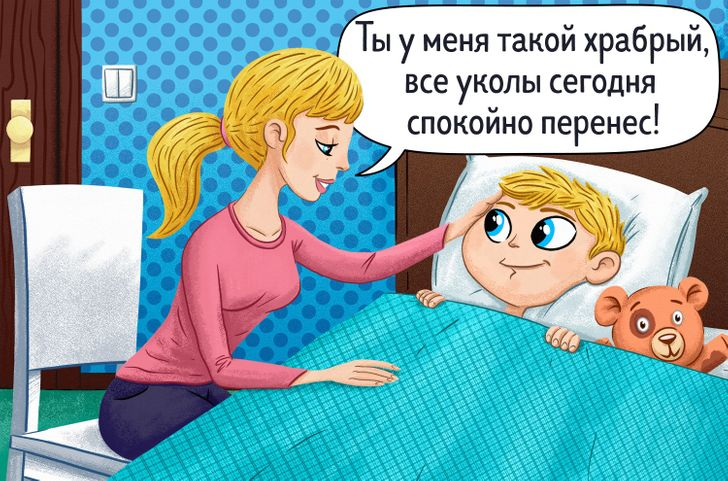 Ты у меня такой храбрый,
все уколы сегодня
спокойно перенес!